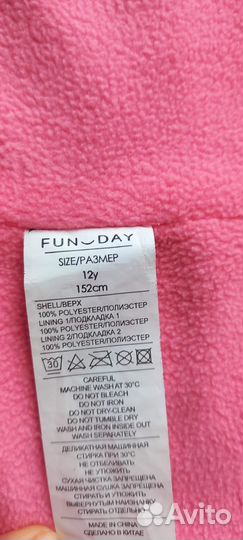 FUN DAY
SIZE/РАЗМЕР
12y
152cm
SHELL/ВЕРХ
100% POLYESTER/ПОЛИЭСТЕР
LINING 1/ПОДКЛАДКА 1
100% POLYESTER/ПОЛИЭСТЕР
LINING 2/ПОДКЛАДКА 2
100% POLYESTER/ПОЛИЭСТЕР
30
CAREFUL
MACHINE WASH AT 30°C
DO NOT BLEACH
DO NOT IRON
DO NOT DRY-CLEAN
DO NOT TUMBLE DRY
WASH AND IRON INSIDE OUT
WASH SEPARATELY
ДЕЛИКАТНАЯ МАШИННАЯ
СТИРКА ПРИ 30°C
НЕ ОТБЕЛИВАТЬ
НЕ УТЮЖИТЬ
СУХАЯ ЧИСТКА ЗАПРЕЩЕНА
МАШИННАЯ СУШКА ЗАПРЕЩЕНА
СТИРАТЬ И УТЮЖИТЬ
ВЫВЕРНУТЫМ НАИЗНАНКУ
СТИРАТЬ ОТДЕЛЬНО
MADE IN CHINA
СДЕЛАНО В КИТАЕ
Avito